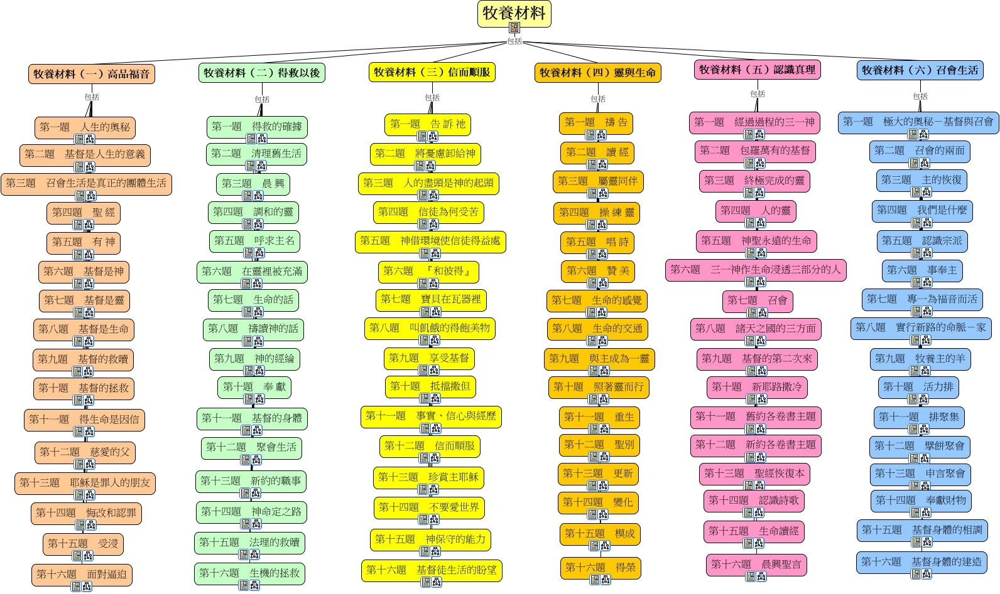 牧養材料
包括
牧養材料（一）高品福音
包括
第一題　人生的奧秘
第二題　基督是人生的意義
第三題　召會生活是真正的團體生活
第四題　聖 經
第五題　有 神
第六題　基督是神
第七題　基督是靈
第八題　基督是生命
第九題　基督的救贖
第十題　基督的拯救
第十一題　得生命是因信
第十二題　慈愛的父
第十三題　耶穌是罪人的朋友
第十四題　悔改和認罪
第十五題　受浸
第十六題　面對逼迫
牧養材料（二）得救以後
包括
第一題　得救的確據
第二題　清理舊生活
第三題　晨 興
第四題　調和的靈
第五題　呼求主名
第六題　在靈裡被充滿
第七題　生命的話
第八題　禱讀神的話
第九題　神的經綸
第十題　奉 獻
第十一題　基督的身體
第十二題　聚會生活
第十三題　新約的職事
第十四題　神命定之路
第十五題　法理的救贖
第十六題　生機的拯救
牧養材料（三）信而順服
包括
第一題　告 訴 祂
第二題　將憂慮卸給神
第三題　人的盡頭是神的起頭
第四題　信徒為何受苦
第五題　神借環境使信徒得益處
第六題　『和彼得』
第七題　寶貝在瓦器裡
第八題　叫飢餓的得飽美物
第九題　享受基督
第十題　抵擋撒但
第十一題　事實、信心與經歷
第十二題　信而順服
第十三題　珍賞主耶穌
第十四題　不要愛世界
第十五題　神保守的能力
第十六題　基督徒生活的盼望
牧養材料（四）靈與生命
包括
第一題　禱 告
第二題　讀 經
第三題　屬靈同伴
第四題　操 練 靈
第五題　唱 詩
第六題　贊 美
第七題　生命的感覺
第八題　生命的交通
第九題　與主成為一靈
第十題　照著靈而行
第十一題　重生
第十二題　聖別
第十三題　更新
第十四題　變化
第十五題　模成
第十六題　得榮
牧養材料（五）認識真理
包括
第一題　經過過程的三一神
第二題　包羅萬有的基督
第三題　終極完成的靈
第四題　人的靈
第五題　神聖永遠的生命
第六題　三一神作生命浸透三部分的人
第七題　召會
第八題　諸天之國的三方面
第九題　基督的第二次來
第十題　新耶路撒冷
第十一題　舊約各卷書主題
第十二題　新約各卷書主題
第十三題　聖經恢復本
第十四題　認識詩歌
第十五題　生命讀經
第十六題　晨興聖言
牧養材料（六）召會生活
包括
第一題　極大的奧秘－基督與召會
第二題　召會的兩面
第三題　主的恢復
第四題　我們是什麼
第五題　認識宗派
第六題　事奉主
第七題　專一為福音而活
第八題　實行新路的命脈－家
第九題　牧養主的羊
第十題　活力排
第十一題　排聚集
第十二題　擘餅聚會
第十三題　申言聚會
第十四題　奉獻財物
第十五題　基督身體的相調
第十六題　基督身體的建造